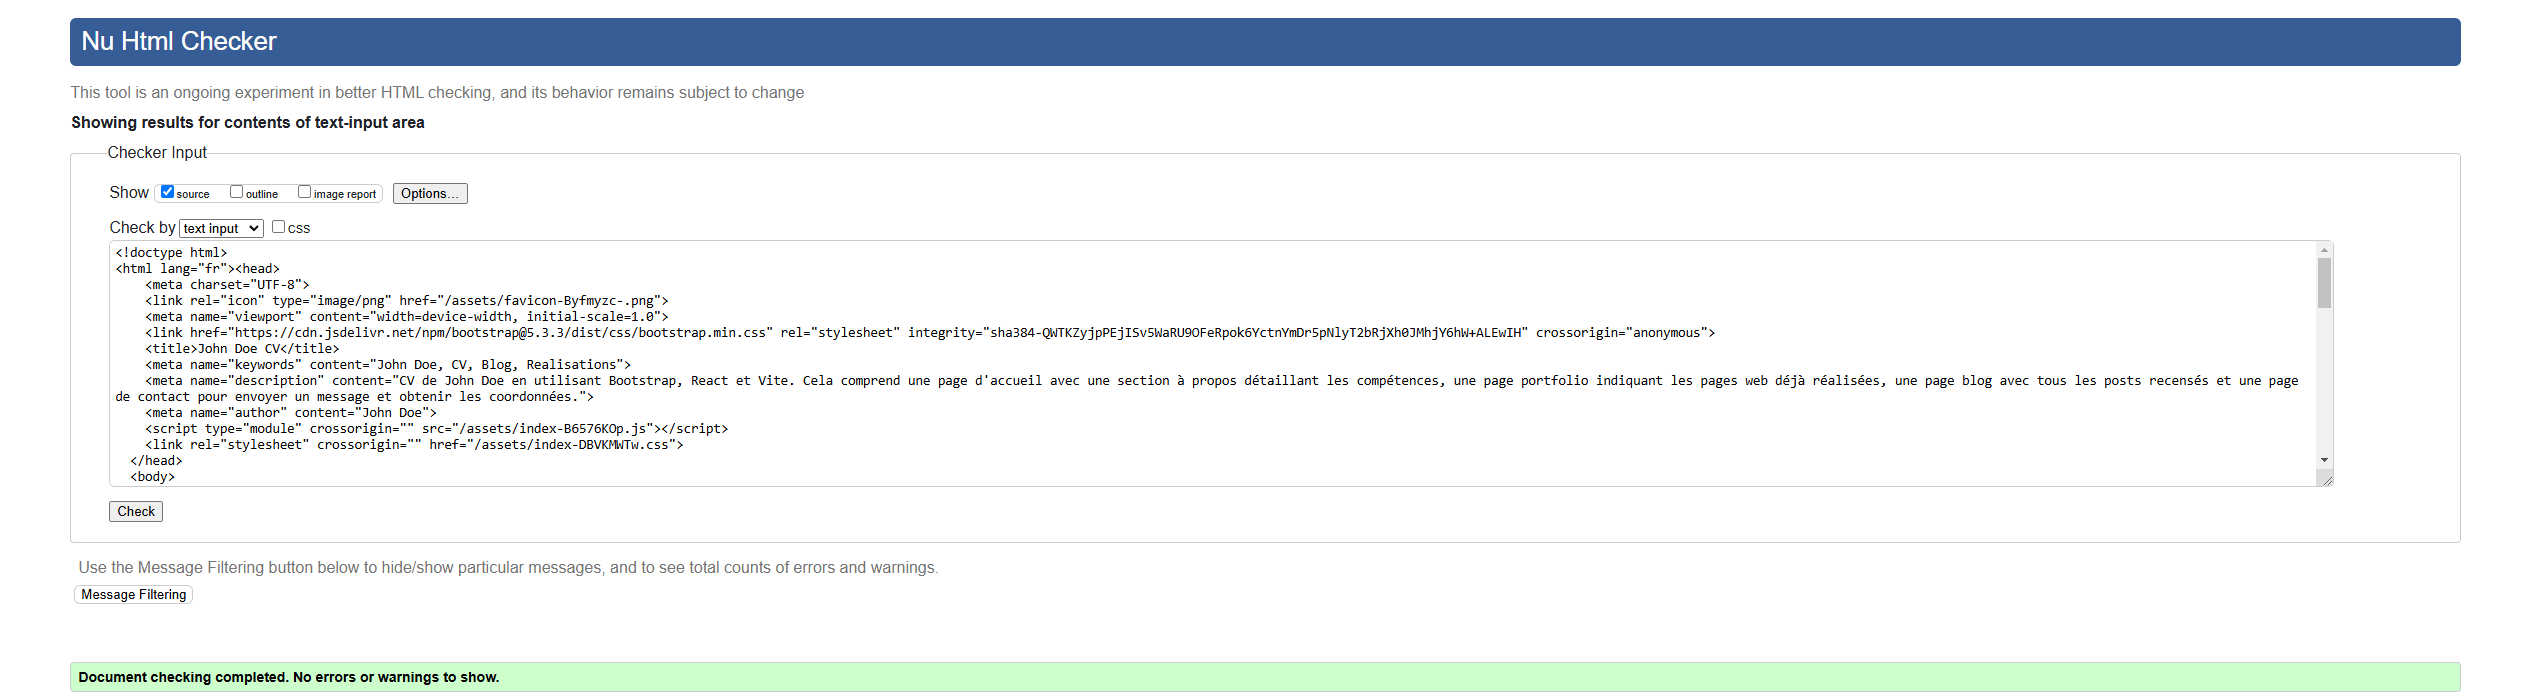 Nu Html Checker
This tool is an ongoing experiment in better HTML checking, and its behavior remains subject to change
Showing results for contents of text-input area
Checker Input
Show source outline image report Options...
Check by text input css
<!doctype html>
<html lang="fr"><head>
<meta charset="UTF-8">
<link rel="icon" type="image/png" href="/assets/favicon-Byfmyzc-.png">
<meta name="viewport" content="width=device-width, initial-scale=1.0">
<link href="https://cdn.jsdelivr.net/npm/bootstrap@5.3.3/dist/css/bootstrap.min.css" rel="stylesheet" integrity="sha384-QWTKZyjpPEjISv5WaRU9OFeRpok6YctnYmDr5pNlyT2bRjXh0JMhjY6hW+ALEwIH" crossorigin="anonymous">
<title>John Doe CV</title>
<meta name="keywords" content="John Doe, CV, Blog, Realisations">
<meta name="description" content="CV de John Doe en utilisant Bootstrap, React et Vite. Cela comprend une page d'accueil avec une section à propos détaillant les compétences, une page portfolio indiquant les pages web déjà réalisées, une page blog avec tous les posts recensés et une page
de contact pour envoyer un message et obtenir les coordonnées.">
<meta name="author" content="John Doe">
<script type="module" crossorigin="" src="/assets/index-B6576KOp.js"></script>
<link rel="stylesheet" crossorigin="" href="/assets/index-DBVKMWTw.css">
</head>
<body>
Check
Use the Message Filtering button below to hide/show particular messages, and to see total counts of errors and warnings.
Message Filtering
Document checking completed. No errors or warnings to show.